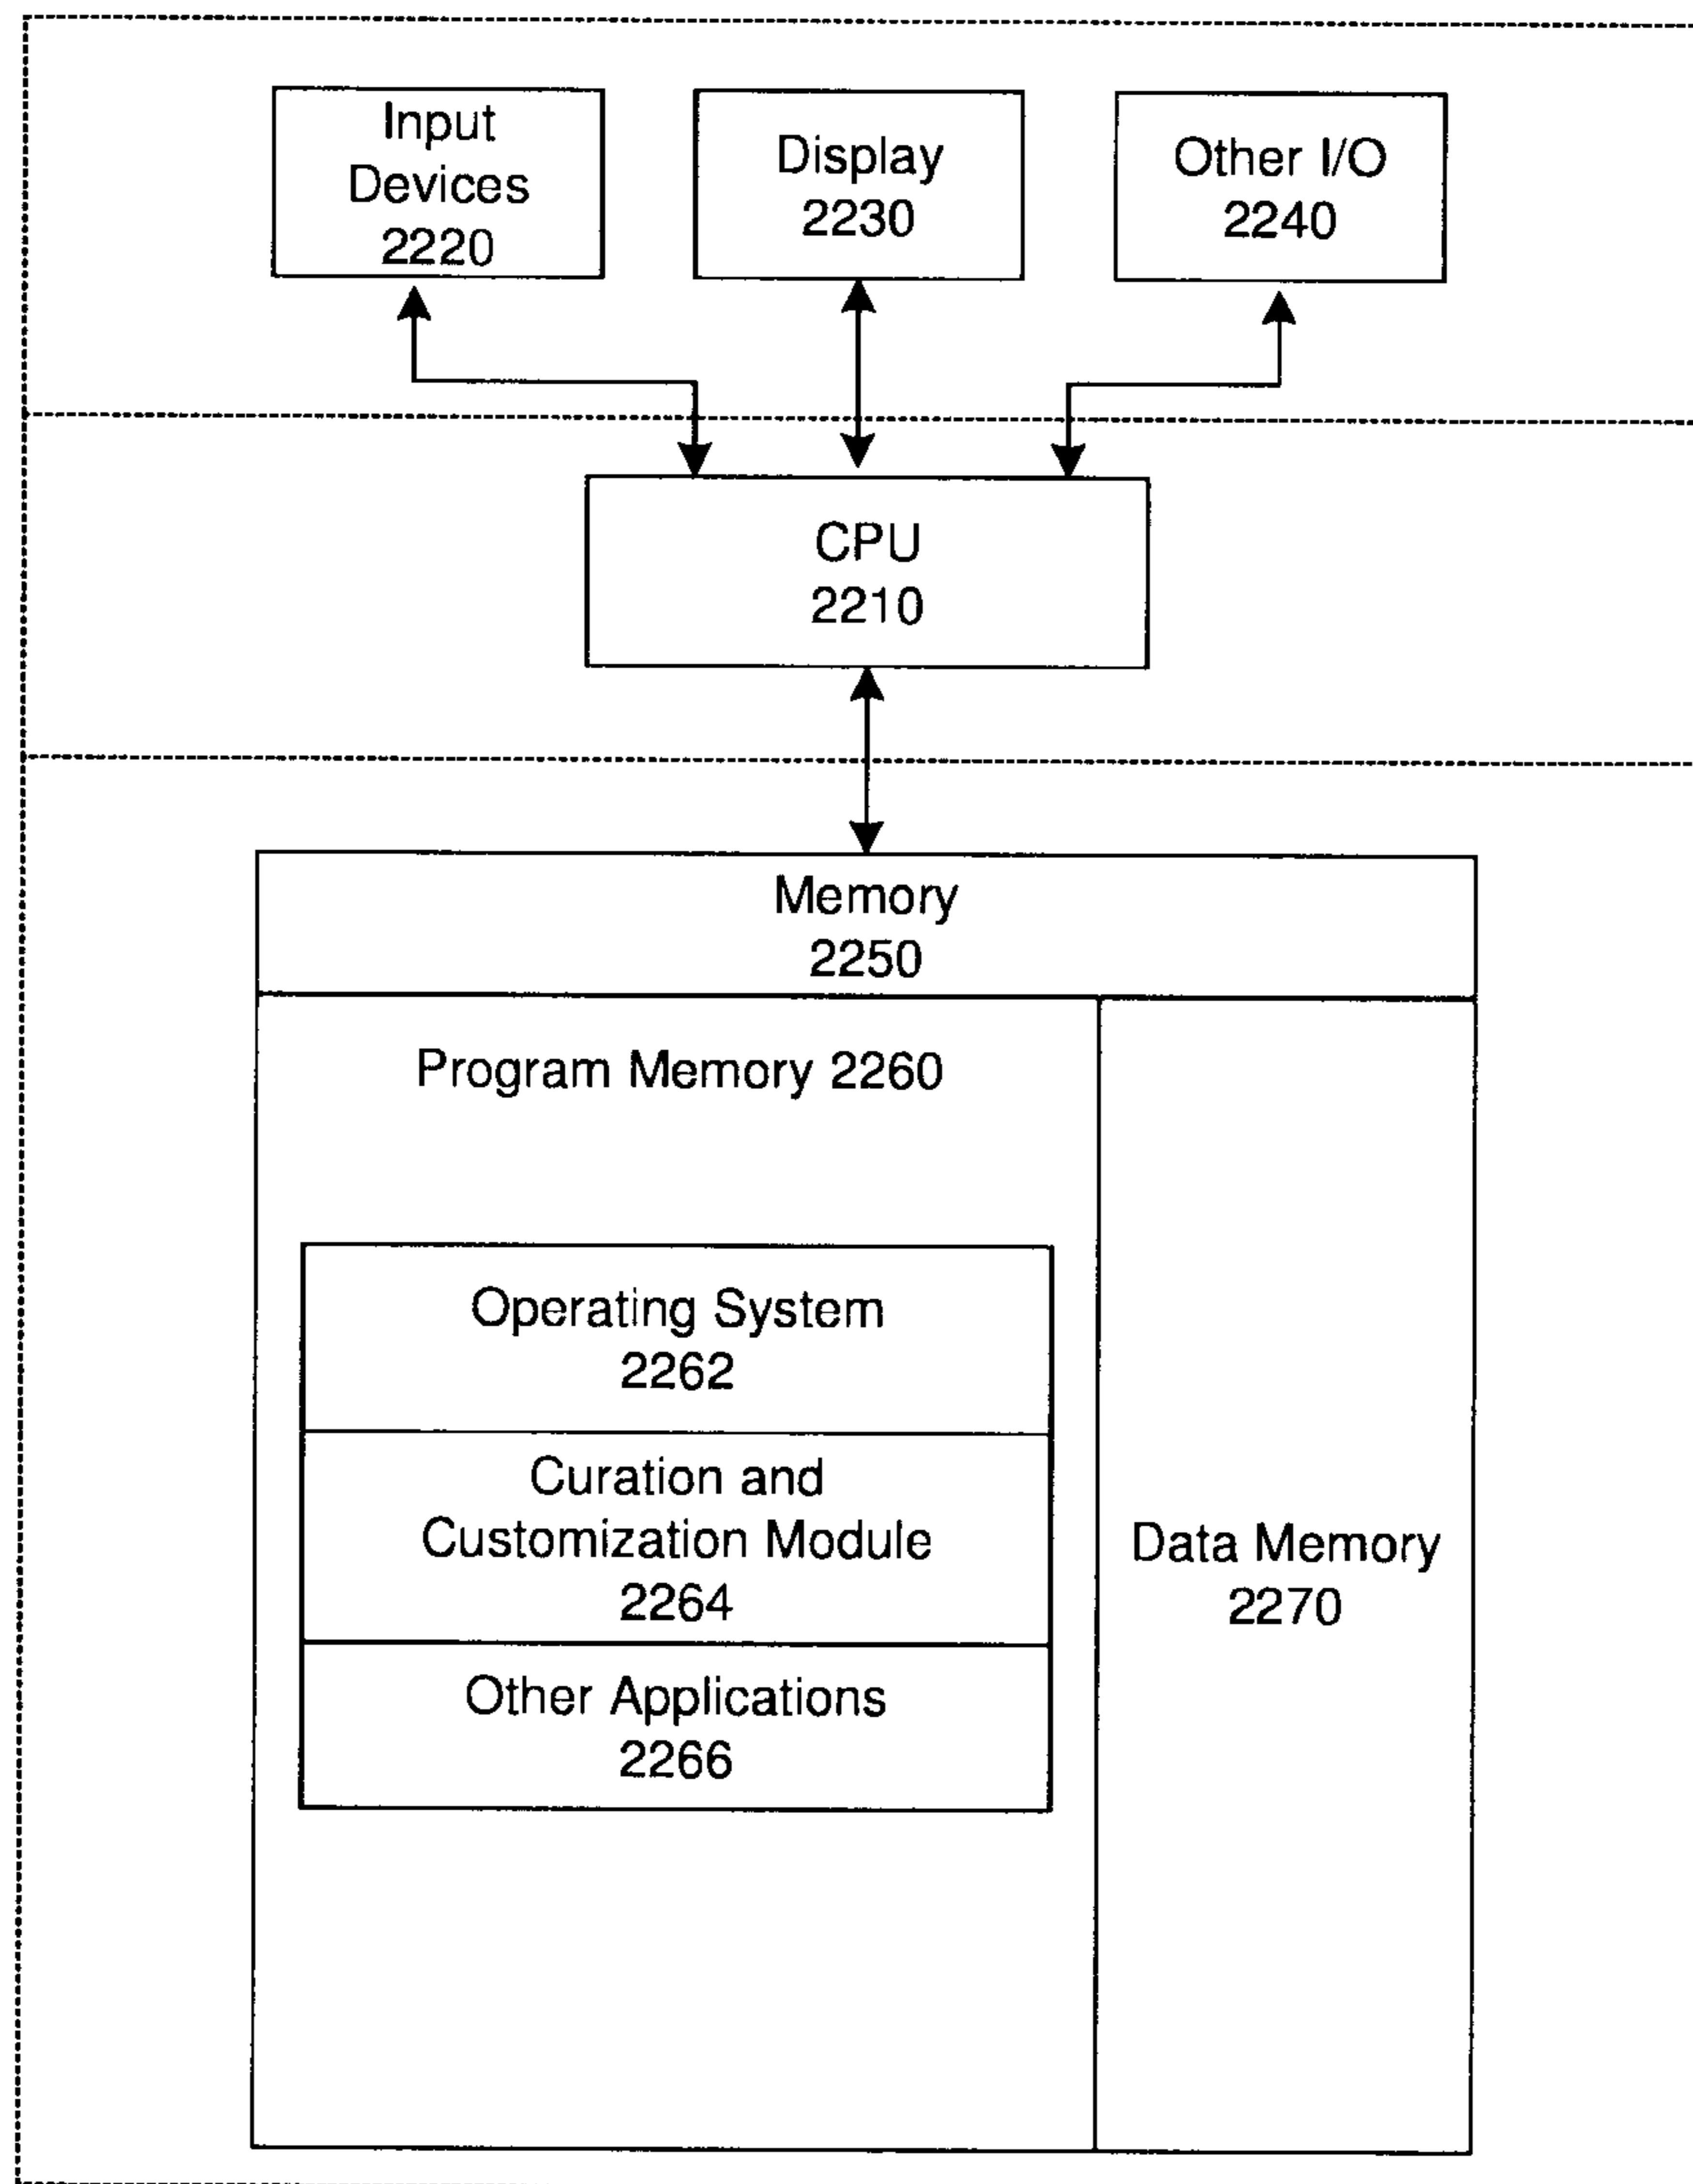 Input
Devices
2220
Display
2230
Other I/O
2240
CPU
2210
Memory
2250
Program Memory 2260
Operating System
2262
Curation and
Customization Module
2264
Other Applications
2266
Data Memory
2270